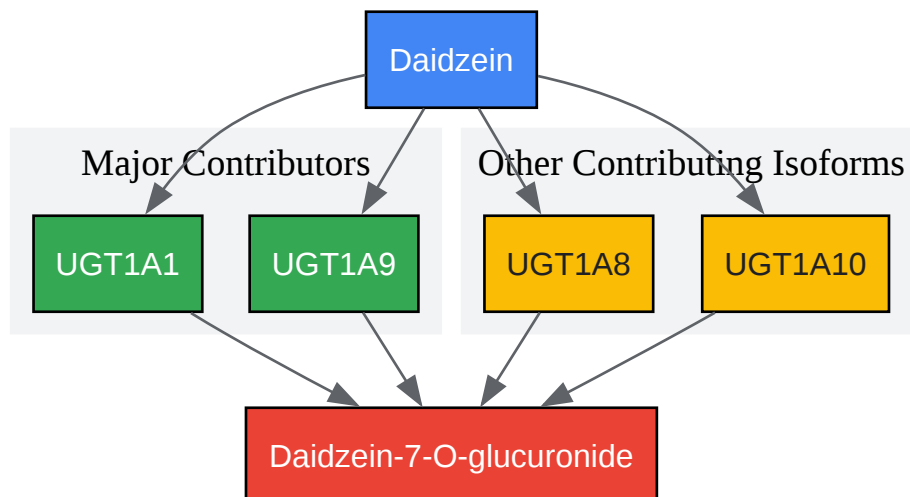 Daidzein
Major Contributors
Other Contributing Isoforms
UGT1A1
UGT1A9
UGT1A8
UGT1A10
Daidzein-7-O-glucuronide